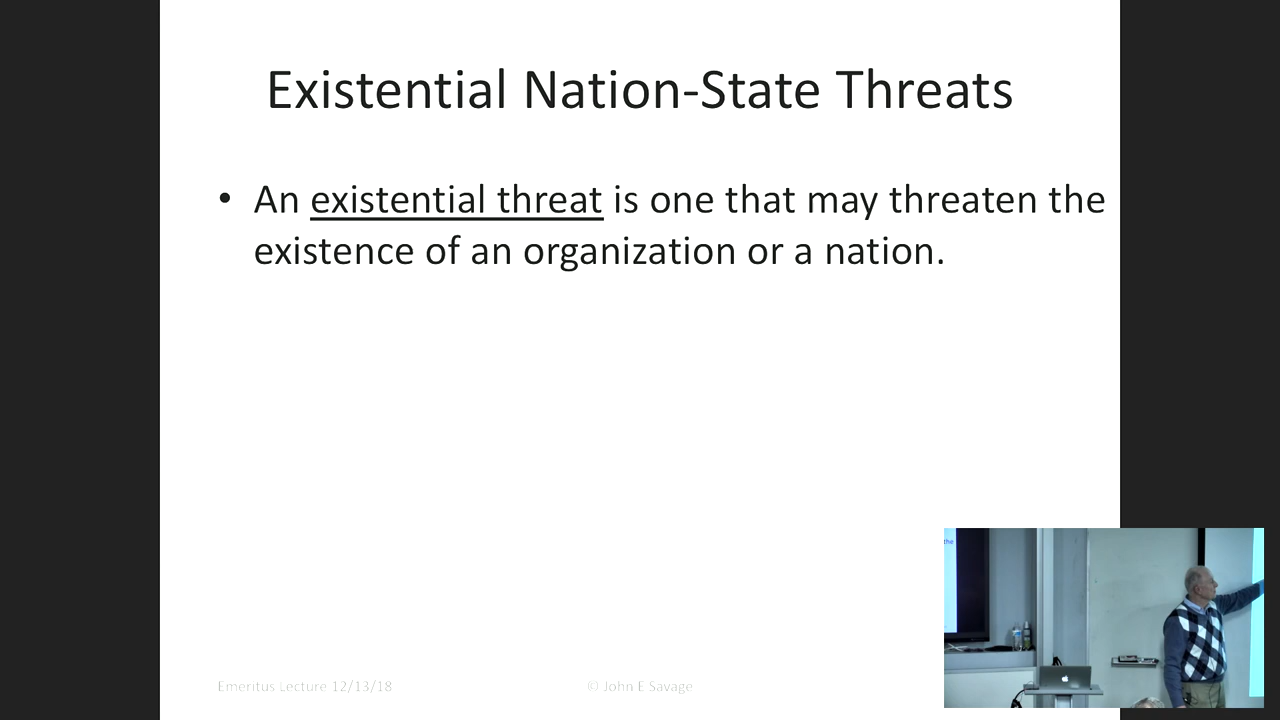 Existential Nation-State Threats
• An existential threat is one that may threaten the
existence of an organization or a nation.
the
Emeritus Lecture 12/13/18
© John E Savage